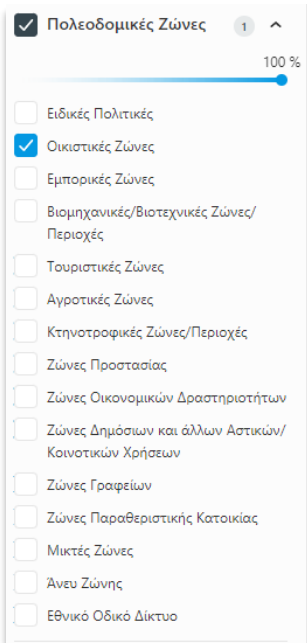 Πολεοδομικές Ζώνες 1
100 %
Ειδικές Πολιτικές
Οικιστικές Ζώνες
Εμπορικές Ζώνες
Βιομηχανικές/Βιοτεχνικές Ζώνες/
Περιοχές
Τουριστικές Ζώνες
Αγροτικές Ζώνες
Κτηνοτροφικές Ζώνες/Περιοχές
Ζώνες Προστασίας
Ζώνες Οικονομικών Δραστηριοτήτων
Ζώνες Δημόσιων και άλλων Αστικών/
Κοινοτικών Χρήσεων
Ζώνες Γραφείων
Ζώνες Παραθεριστικής Κατοικίας
Μικτές Ζώνες
Άνευ Ζώνης
Εθνικό Οδικό Δίκτυο